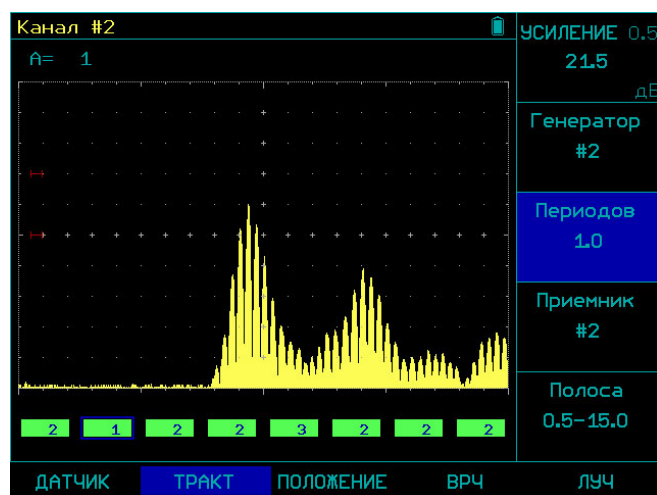 Канал #2
A= 1
2 1 2 2 3 2 2 2
УСИЛЕНИЕ 0.5
21.5
дБ
Генератор
#2
Периодов
1.0
Приемник
#2
Полоса
0.5-15.0
ДАТЧИК ТРАКТ ПОЛОЖЕНИЕ ВРЧ ЛУЧ